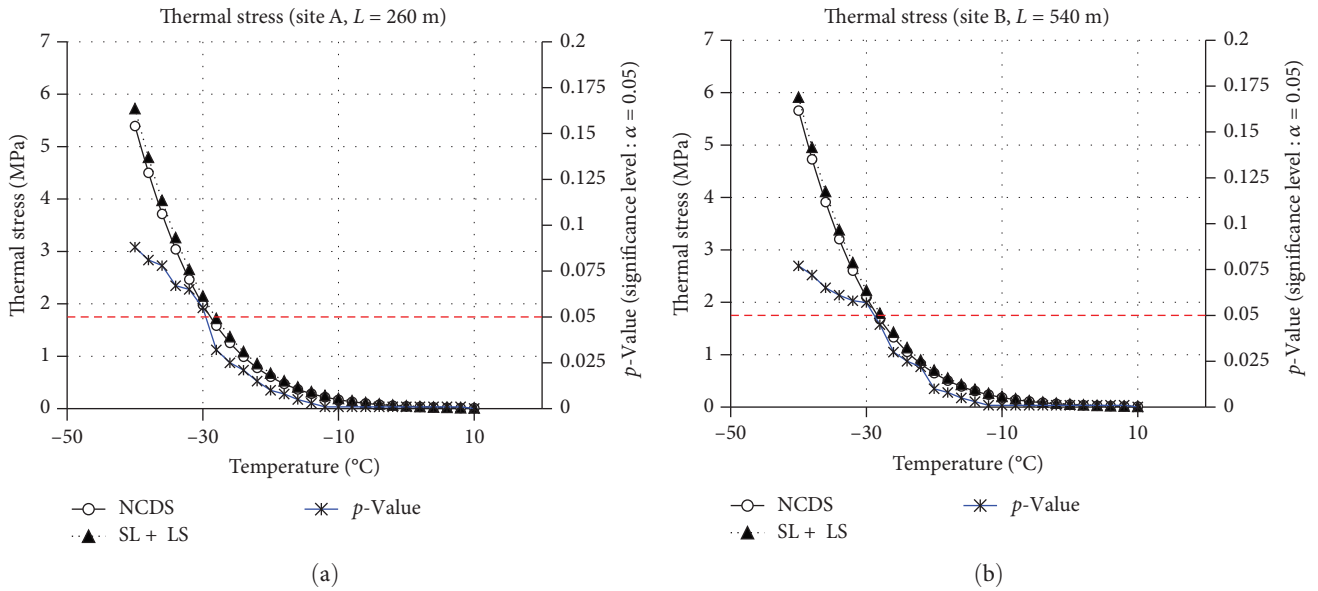 Thermal stress (site A, L = 260 m)
7
6
5
4
3
2
1
0
Thermal stress (MPa)
0.2
0.175
0.15
0.125
0.1
0.075
0.05
0.025
0
p-Value (significance level : α = 0.05)
–50
–30
–10
10
Temperature (°C)
NCDS
p-Value
SL + LS
(a)
Thermal stress (site B, L = 540 m)
7
6
5
4
3
2
1
0
Thermal stress (MPa)
0.2
0.175
0.15
0.125
0.1
0.075
0.05
0.025
0
p-Value (significance level : α = 0.05)
–50
–30
–10
10
Temperature (°C)
NCDS
p-Value
SL + LS
(b)